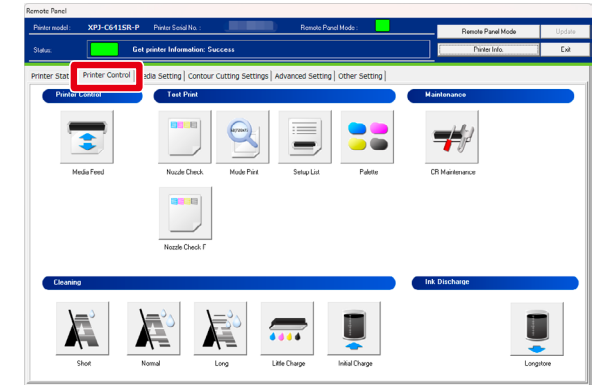 Remote Panel
Printer model : XPJ-C641SR-P Printer Serial No. : Remote Panel Mode :
Remote Panel Mode Update
Status: Get printer Information: Success
Printer Info. Exit
Printer Stat Printer Control edia Setting Contour Cutting Settings Advanced Setting Other Setting
Printer Control Test Print Maintenance
Media Feed Nozzle Check Mode Print Setup List Palette CR Maintenance
Nozzle Check F
Cleaning Ink Discharge
Short Normal Long Little Charge Initial Charge Longstore